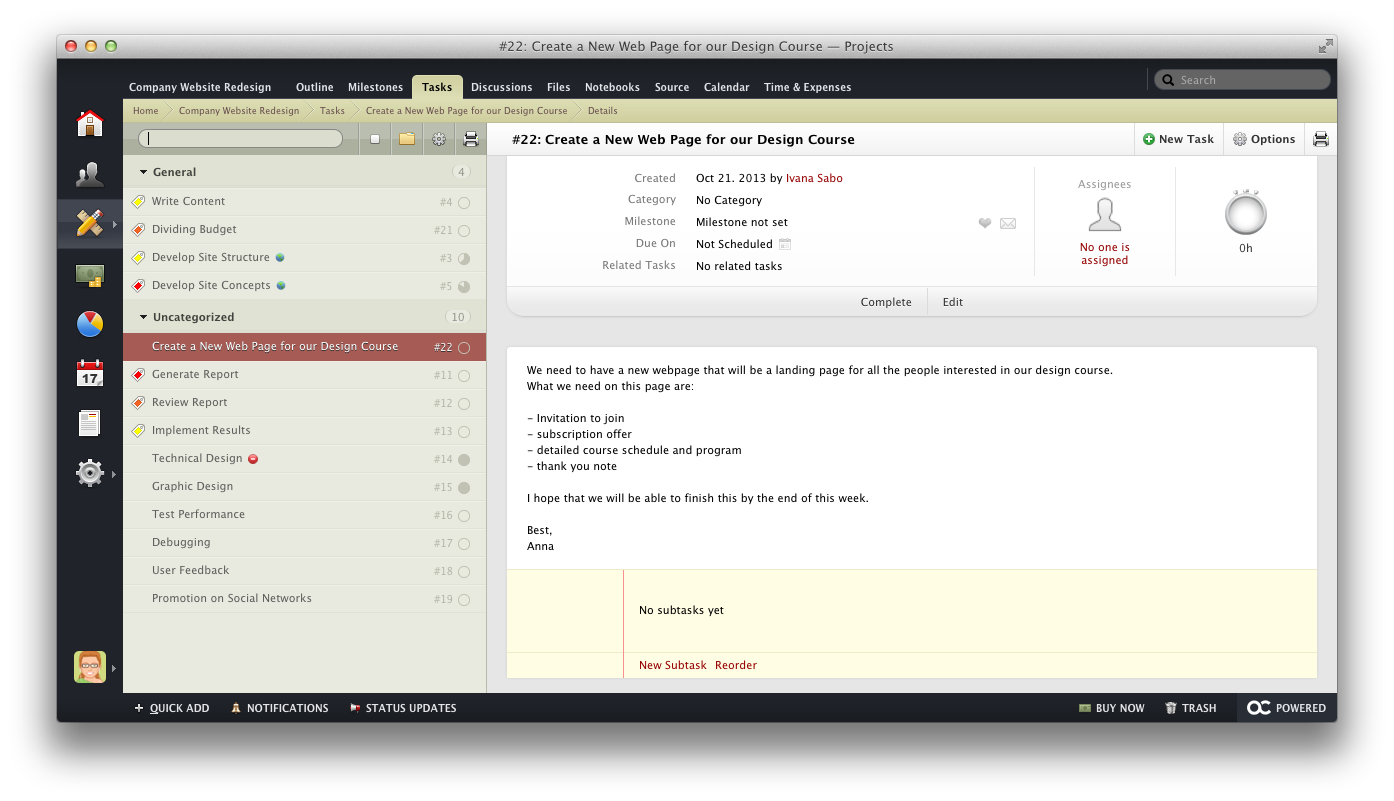 #22: Create a New Web Page for our Design Course — Projects
Company Website Redesign Outline Milestones Tasks Discussions Files Notebooks Source Calendar Time & Expenses
Search
Home Company Website Redesign Tasks Create a New Web Page for our Design Course Details
General 4
Write Content #4
Dividing Budget #21
Develop Site Structure #3
Develop Site Concepts #5
Uncategorized 10
Create a New Web Page for our Design Course #22
Generate Report #11
Review Report #12
Implement Results #13
Technical Design #14
Graphic Design #15
Test Performance #16
Debugging #17
User Feedback #18
Promotion on Social Networks #19
17
#22: Create a New Web Page for our Design Course
New Task Options
Created Oct 21. 2013 by Ivana Sabo
Category No Category
Milestone Milestone not set
Due On Not Scheduled
Related Tasks No related tasks
Assignees
No one is
assigned
0h
Complete Edit
We need to have a new webpage that will be a landing page for all the people interested in our design course.
What we need on this page are:
- Invitation to join
- subscription offer
- detailed course schedule and program
- thank you note
I hope that we will be able to finish this by the end of this week.
Best,
Anna
No subtasks yet
New Subtask Reorder
QUICK ADD NOTIFICATIONS STATUS UPDATES
BUY NOW TRASH POWERED